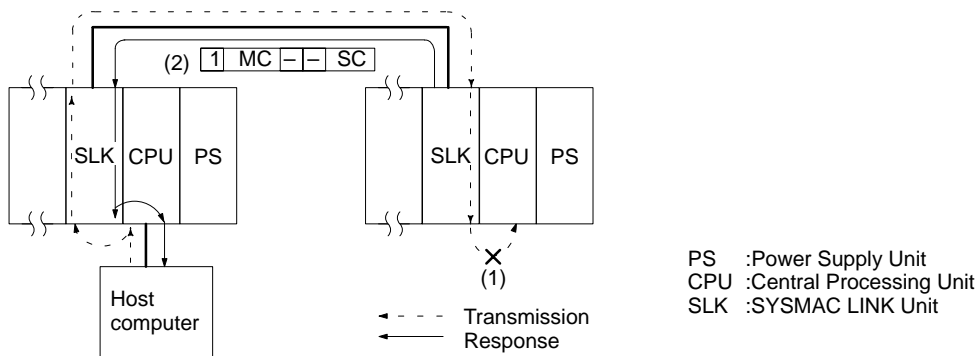 (2) 1 MC – – SC
SLK CPU PS
SLK CPU PS
(1)
Host
computer
Transmission
Response
PS :Power Supply Unit
CPU :Central Processing Unit
SLK :SYSMAC LINK Unit